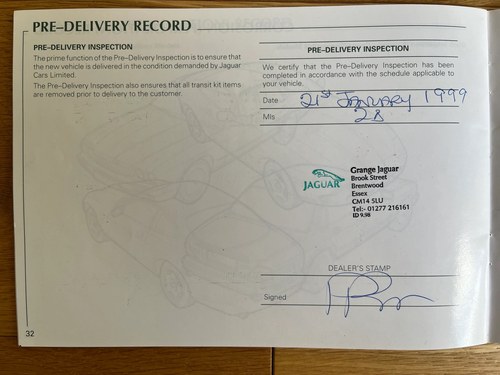 PRE–DELIVERY RECORD
PRE–DELIVERY INSPECTION
The prime function of the Pre–Delivery Inspection is to ensure that
the new vehicle is delivered in the condition demanded by Jaguar
Cars Limited.
The Pre–Delivery Inspection also ensures that all transit kit items
are removed prior to delivery to the customer.
32
PRE–DELIVERY INSPECTION
We certify that the Pre–Delivery Inspection has been
completed in accordance with the schedule applicable to
your vehicle.
Date 21st JANUARY 1999
Mls 28
JAGUAR
Grange Jaguar
Brook Street
Brentwood
Essex
CM14 5LU
Tel:- 01277 216161
ID 9.98
DEALER'S STAMP
Signed